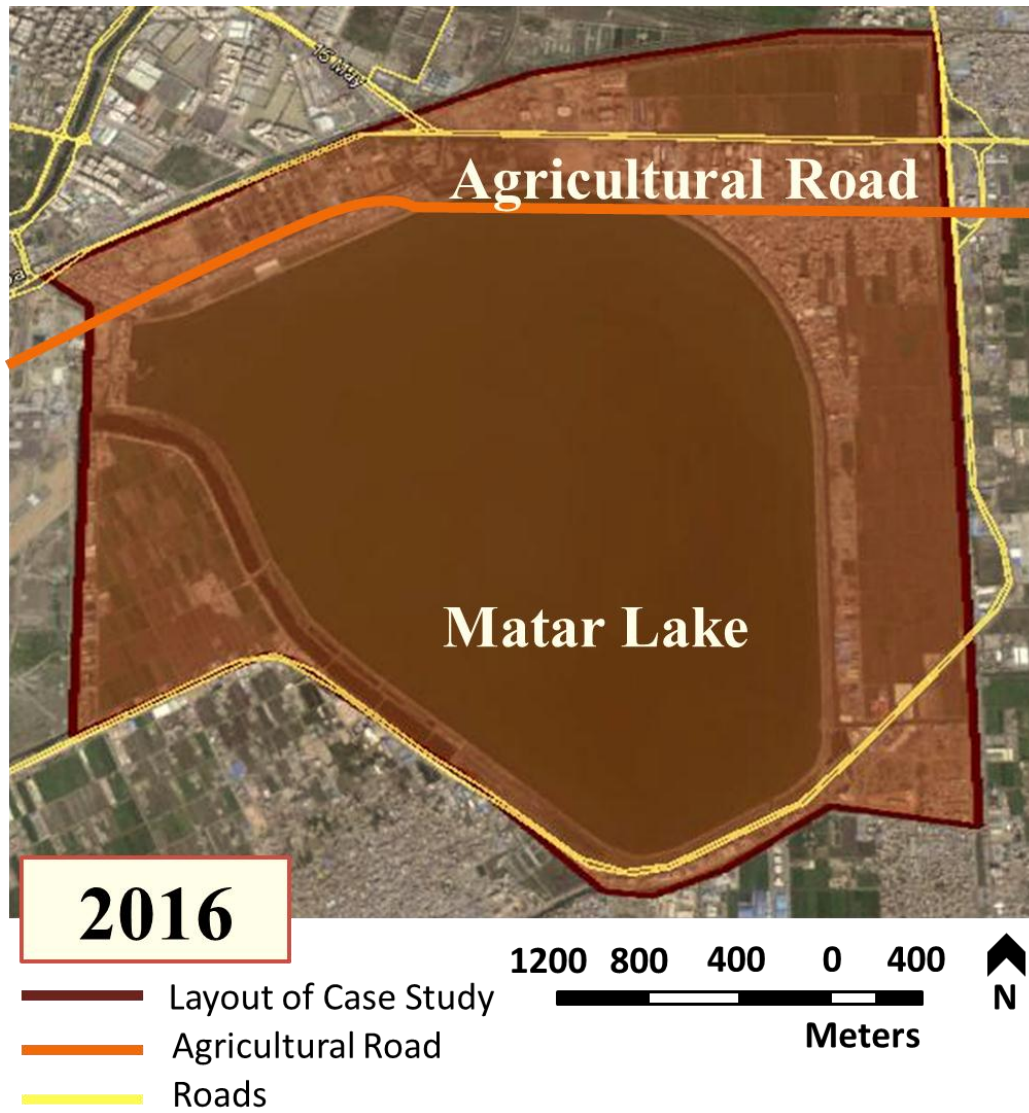 15 May
Agricultural Road
Matar Lake
2016
1200 800 400 0 400
N
Meters
Layout of Case Study
Agricultural Road
Roads